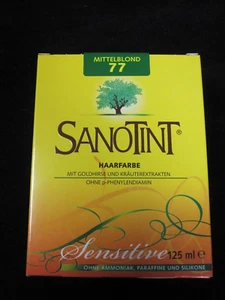 MITTELBLOND
77
SANOTINT®
HAARFARBE
MIT GOLDHIRSE UND KRÄUTEREXTRAKTEN
OHNE p-PHENYLENDIAMIN
Sensitive 125 ml e
OHNE AMMONIAK, PARAFFINE UND SILIKONE